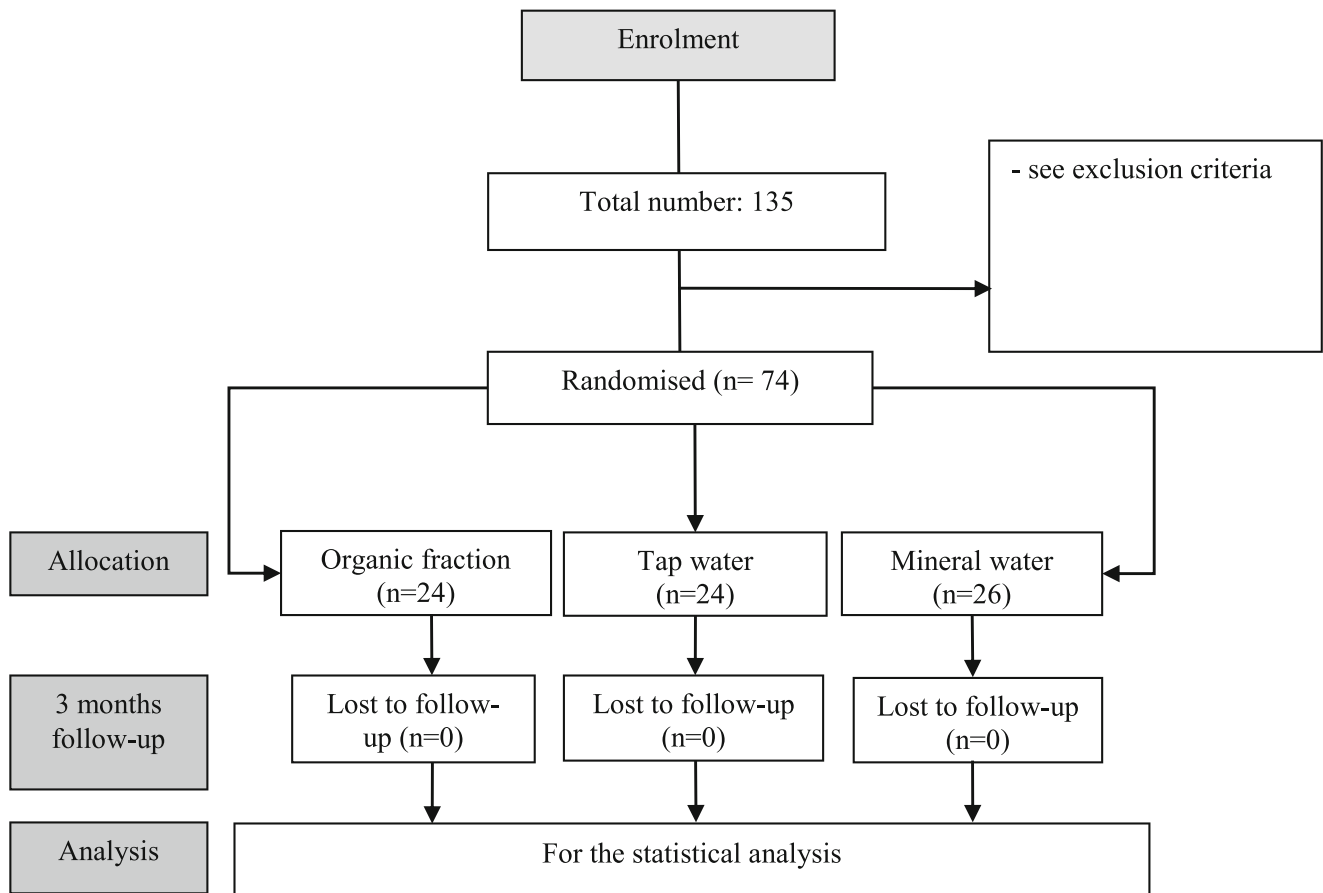 Enrolment
Total number: 135
- see exclusion criteria
Randomised (n= 74)
Allocation
Organic fraction
(n=24)
Tap water
(n=24)
Mineral water
(n=26)
3 months
follow-up
Lost to follow-
up (n=0)
Lost to follow-up
(n=0)
Lost to follow-up
(n=0)
Analysis
For the statistical analysis